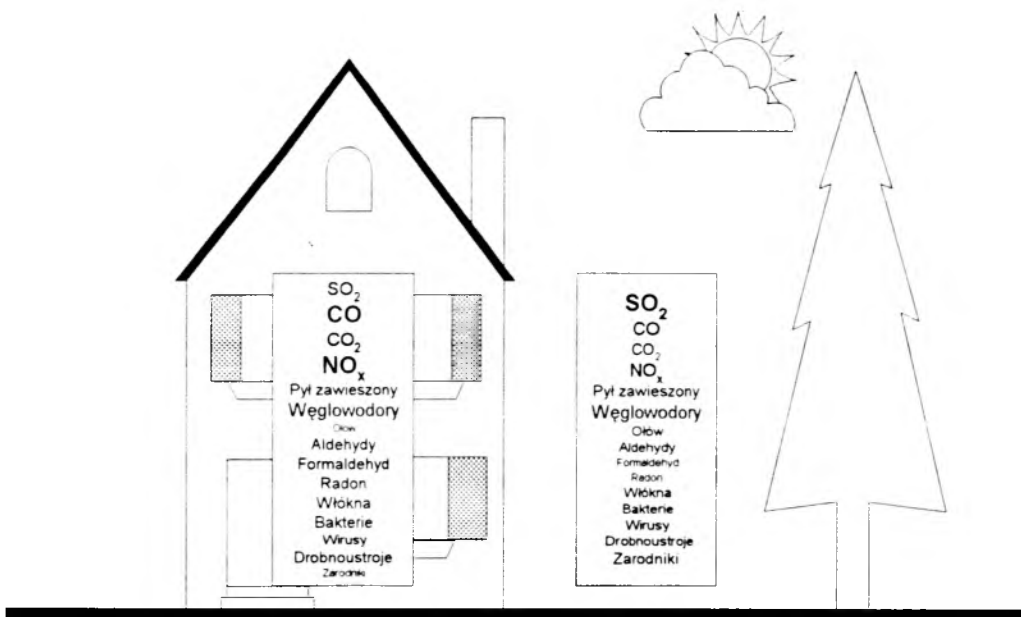 SO₂
CO
CO₂
NOₓ
Pył zawieszony
Węglowodory
Ołów
Aldehydy
Formaldehyd
Radon
Włókna
Bakterie
Wirusy
Drobnoustroje
Zarodniki
SO₂
CO
CO₂
NOₓ
Pył zawieszony
Węglowodory
Ołów
Aldehydy
Formaldehyd
Radon
Włókna
Bakterie
Wirusy
Drobnoustroje
Zarodniki